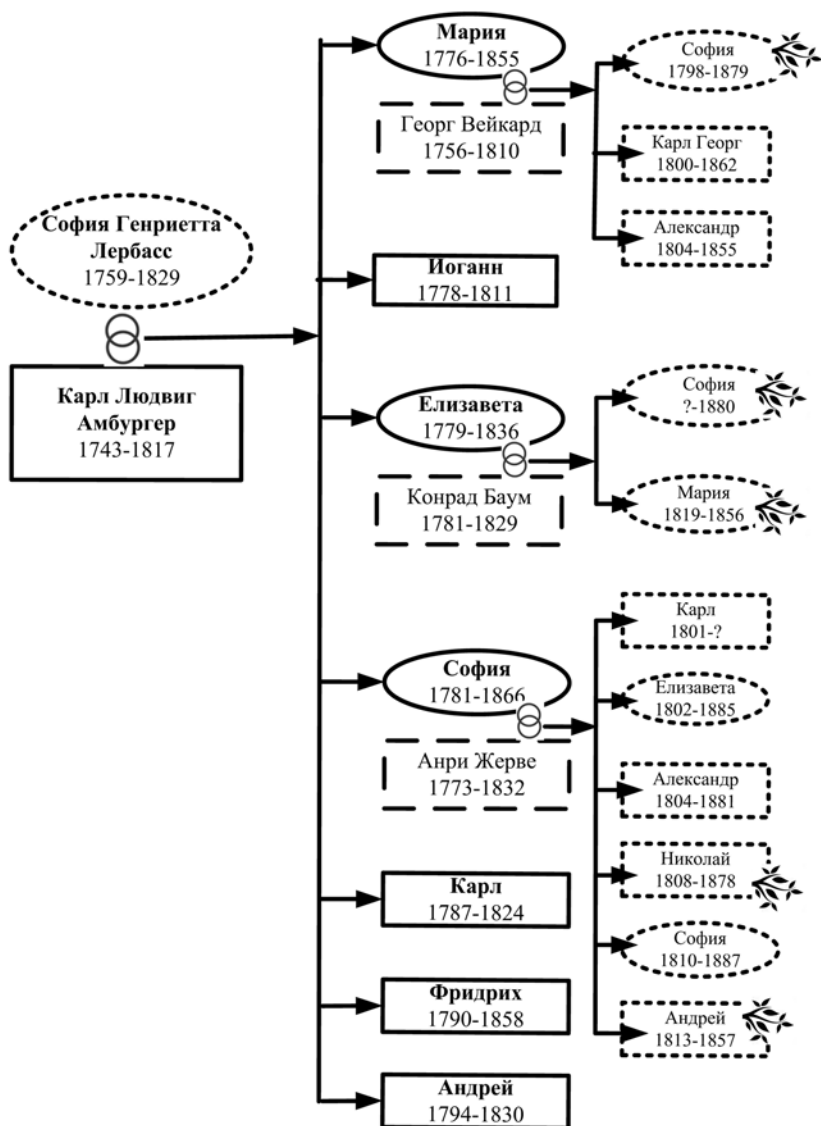 София Генриетта
Лербасс
1759-1829
Карл Людвиг
Амбургер
1743-1817
Мария
1776-1855
Георг Вейкард
1756-1810
София
1798-1879
Карл Георг
1800-1862
Александр
1804-1855
Иоганн
1778-1811
Елизавета
1779-1836
Конрад Баум
1781-1829
София
?-1880
Мария
1819-1856
София
1781-1866
Анри Жерве
1773-1832
Карл
1801-?
Елизавета
1802-1885
Александр
1804-1881
Николай
1808-1878
София
1810-1887
Андрей
1813-1857
Карл
1787-1824
Фридрих
1790-1858
Андрей
1794-1830